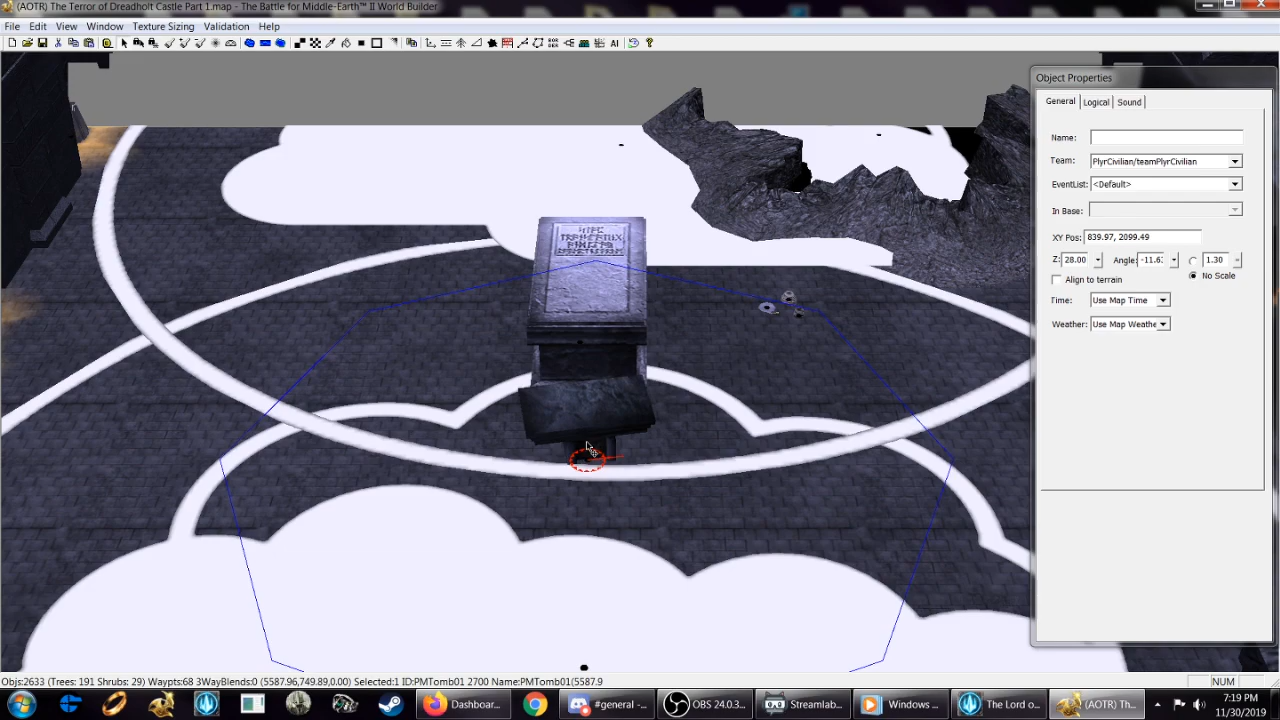 (AOTR) The Terror of Dreadholt Castle Part 1.map - The Battle for Middle-Earth™ II World Builder
File Edit View Window Texture Sizing Validation Help
AI
Object Properties
General Logical Sound
Name:
Team: PlyrCivilian/teamPlyrCivilian
EventList: <Default>
In Base:
XY Pos: 839.97, 2099.49
Z: 28.00 Angle: -11.6 1.30
No Scale
Align to terrain
Time: Use Map Time
Weather: Use Map Weathe
Objs:2633 (Trees: 191 Shrubs: 29) Waypts:68 3WayBlends:0 (5587.96,749.89,0.00) Selected:1 ID:PMTomb01 2700 Name:PMTomb01(5587.9
NUM
Dashboar... #general -... OBS 24.0.3... Streamlab... Windows ... The Lord o... (AOTR) Th...
7:19 PM
11/30/2019